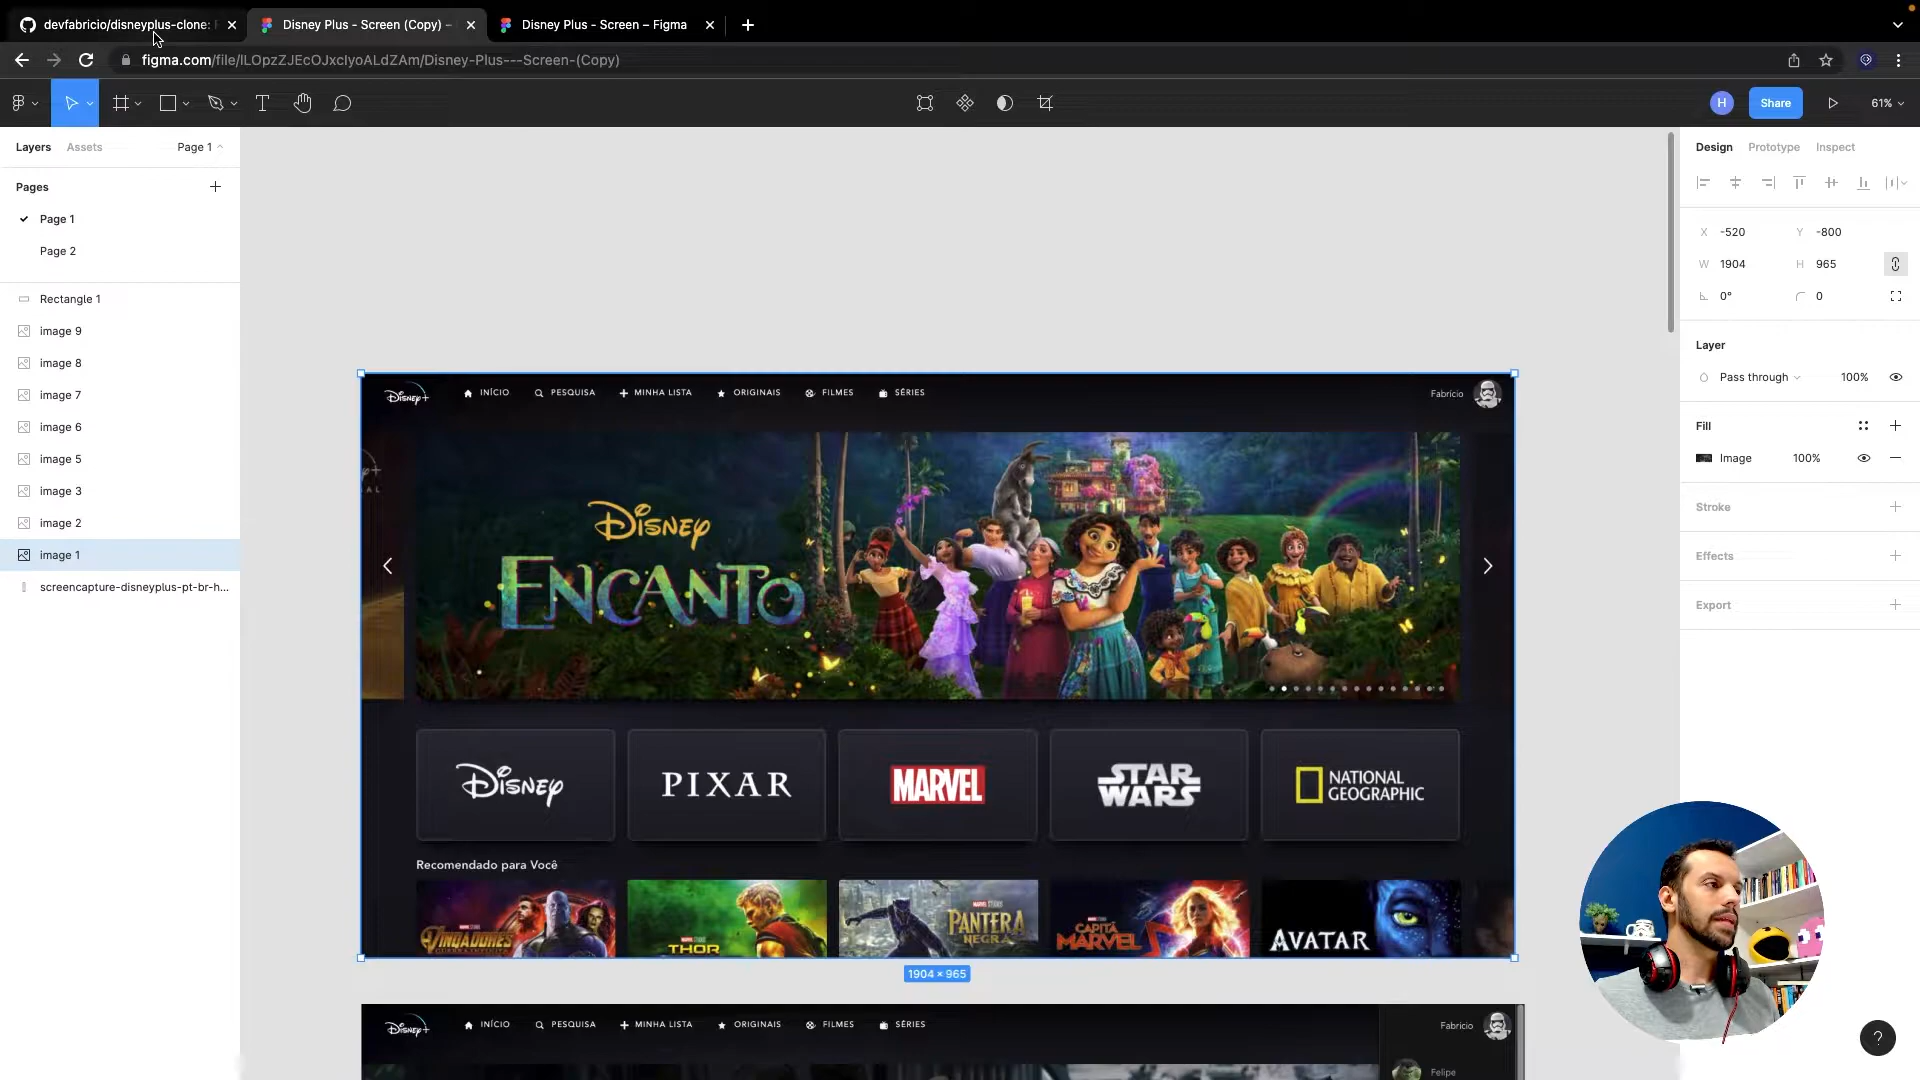 devfabricio/disneyplus-clone:
Disney Plus - Screen (Copy) –
Disney Plus - Screen – Figma
figma.com/file/lLOpzZJEcOJxcIyoALdZAm/Disney-Plus---Screen-(Copy)
H
Share
61%
Layers
Assets
Page 1
Pages
Page 1
Page 2
Rectangle 1
image 9
image 8
image 7
image 6
image 5
image 3
image 2
image 1
screencapture-disneyplus-pt-br-h...
Disney+
INÍCIO
PESQUISA
MINHA LISTA
ORIGINAIS
FILMES
SÉRIES
Fabricio
Disney
ENCANTO
Disney
PIXAR
MARVEL
STAR WARS
NATIONAL GEOGRAPHIC
Recomendado para Você
VINGADORES
THOR
PANTERA NEGRA
CAPITÃ MARVEL
AVATAR
1904 × 965
Disney+
INÍCIO
PESQUISA
MINHA LISTA
ORIGINAIS
FILMES
SÉRIES
Fabricio
Felipe
Design
Prototype
Inspect
X -520
Y -800
W 1904
H 965
0°
0
Layer
Pass through
100%
Fill
Image
100%
Stroke
Effects
Export
?